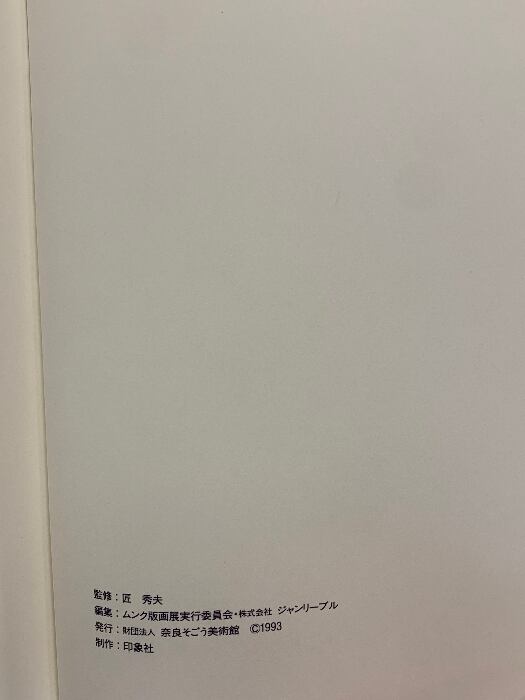 監修：匠　秀夫
編集：ムンク版画展実行委員会・株式会社 ジャンリーブル
発行：財団法人 奈良そごう美術館　©1993
制作：印象社